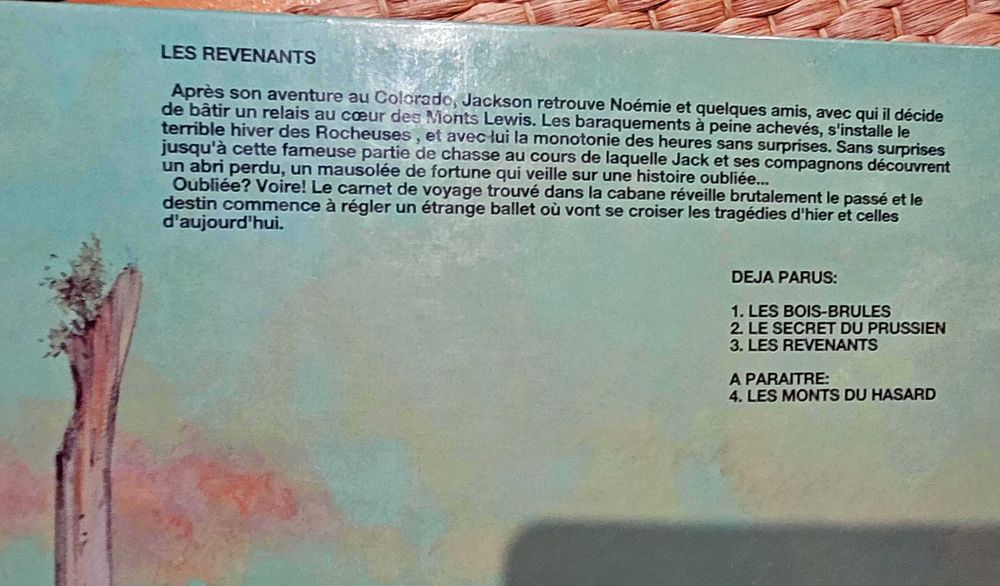 LES REVENANTS
Après son aventure au Colorado, Jackson retrouve Noémie et quelques amis, avec qui il décide
de bâtir un relais au cœur des Monts Lewis. Les baraquements à peine achevés, s'installe le
terrible hiver des Rocheuses , et avec lui la monotonie des heures sans surprises. Sans surprises
jusqu'à cette fameuse partie de chasse au cours de laquelle Jack et ses compagnons découvrent
un abri perdu, un mausolée de fortune qui veille sur une histoire oubliée...
Oubliée? Voire! Le carnet de voyage trouvé dans la cabane réveille brutalement le passé et le
destin commence à régler un étrange ballet où vont se croiser les tragédies d'hier et celles
d'aujourd'hui.
DEJA PARUS:
1. LES BOIS-BRULES
2. LE SECRET DU PRUSSIEN
3. LES REVENANTS
A PARAITRE:
4. LES MONTS DU HASARD